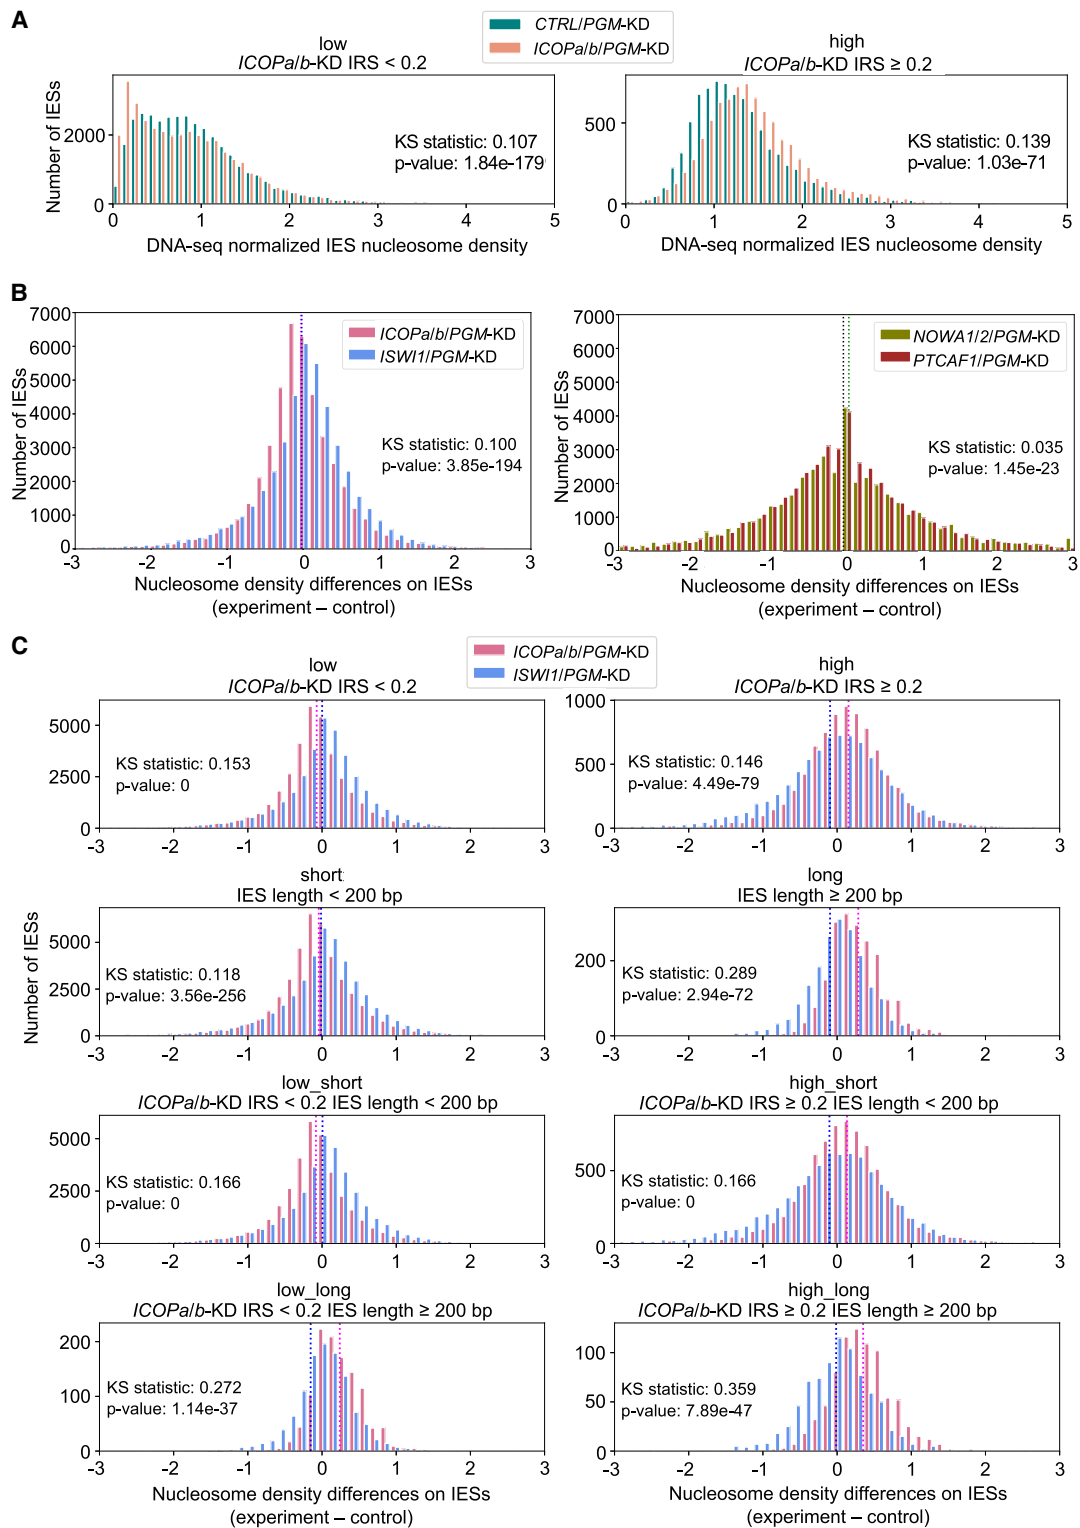 A
CTRL/PGM-KD
ICOPa/b/PGM-KD
low
ICOPa/b-KD IRS < 0.2
high
ICOPa/b-KD IRS ≥ 0.2
Number of IESs
2000
0
KS statistic: 0.107
p-value: 1.84e-179
0 1 2 3 4 5
DNA-seq normalized IES nucleosome density
500
0
KS statistic: 0.139
p-value: 1.03e-71
0 1 2 3 4 5
DNA-seq normalized IES nucleosome density
B
Number of IESs
7000
6000
5000
4000
3000
2000
1000
0
ICOPa/b/PGM-KD
ISWI1/PGM-KD
KS statistic: 0.100
p-value: 3.85e-194
-3 -2 -1 0 1 2 3
Nucleosome density differences on IESs
(experiment – control)
Number of IESs
7000
6000
5000
4000
3000
2000
1000
0
NOWA1/2/PGM-KD
PTCAF1/PGM-KD
KS statistic: 0.035
p-value: 1.45e-23
-3 -2 -1 0 1 2 3
Nucleosome density differences on IESs
(experiment – control)
C
ICOPa/b/PGM-KD
ISWI1/PGM-KD
low
ICOPa/b-KD IRS < 0.2
5000
2500
0
KS statistic: 0.153
p-value: 0
-3 -2 -1 0 1 2 3
high
ICOPa/b-KD IRS ≥ 0.2
1000
500
0
KS statistic: 0.146
p-value: 4.49e-79
-3 -2 -1 0 1 2 3
Number of IESs
short
IES length < 200 bp
5000
2500
0
KS statistic: 0.118
p-value: 3.56e-256
-3 -2 -1 0 1 2 3
long
IES length ≥ 200 bp
200
0
KS statistic: 0.289
p-value: 2.94e-72
-3 -2 -1 0 1 2 3
low_short
ICOPa/b-KD IRS < 0.2 IES length < 200 bp
5000
2500
0
KS statistic: 0.166
p-value: 0
-3 -2 -1 0 1 2 3
high_short
ICOPa/b-KD IRS ≥ 0.2 IES length < 200 bp
500
0
KS statistic: 0.166
p-value: 0
-3 -2 -1 0 1 2 3
low_long
ICOPa/b-KD IRS < 0.2 IES length ≥ 200 bp
200
100
0
KS statistic: 0.272
p-value: 1.14e-37
-3 -2 -1 0 1 2 3
Nucleosome density differences on IESs
(experiment – control)
high_long
ICOPa/b-KD IRS ≥ 0.2 IES length ≥ 200 bp
100
50
0
KS statistic: 0.359
p-value: 7.89e-47
-3 -2 -1 0 1 2 3
Nucleosome density differences on IESs
(experiment – control)